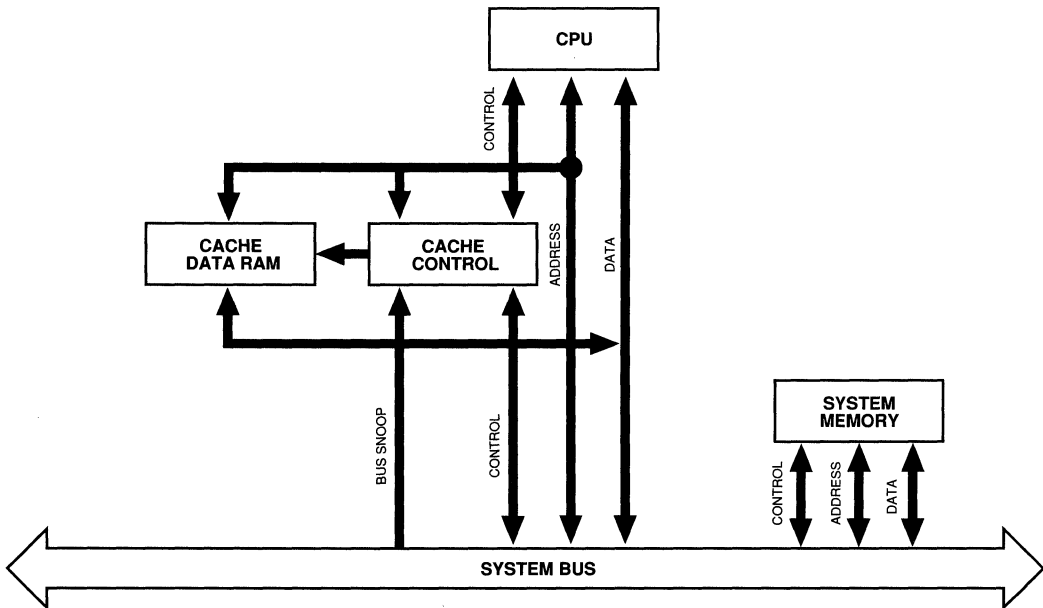 CPU
CONTROL
CACHE
DATA RAM
CACHE
CONTROL
ADDRESS
DATA
BUS SNOOP
CONTROL
SYSTEM
MEMORY
CONTROL
ADDRESS
DATA
SYSTEM BUS